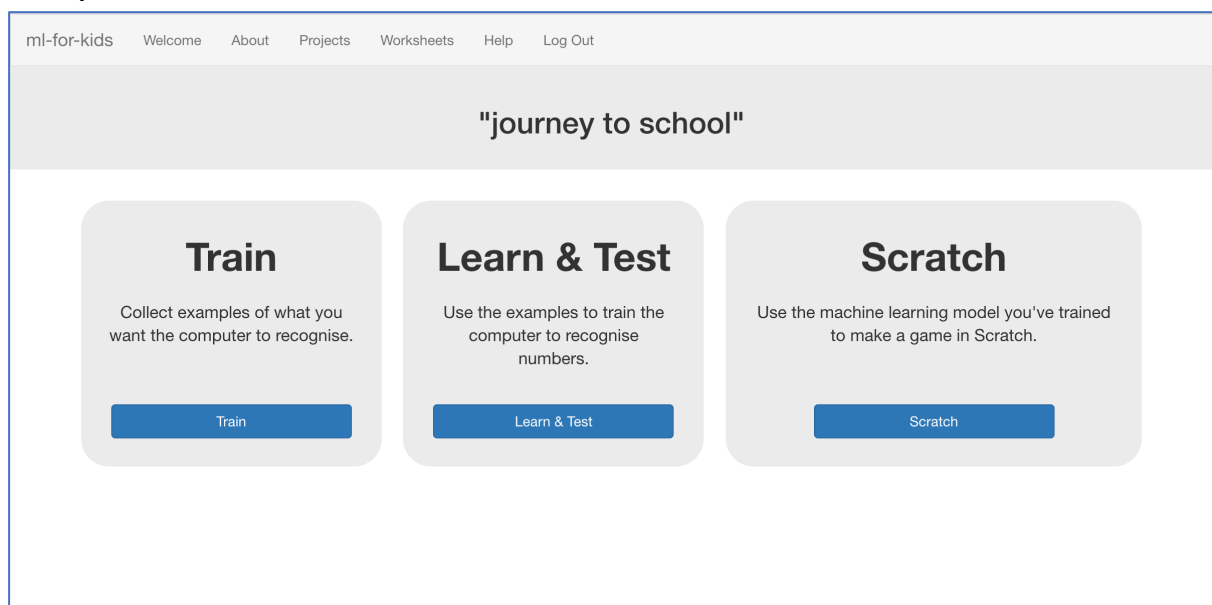 ml-for-kids Welcome About Projects Worksheets Help Log Out
"journey to school"
Train
Collect examples of what you
want the computer to recognise.
Train
Learn & Test
Use the examples to train the
computer to recognise
numbers.
Learn & Test
Scratch
Use the machine learning model you've trained
to make a game in Scratch.
Scratch